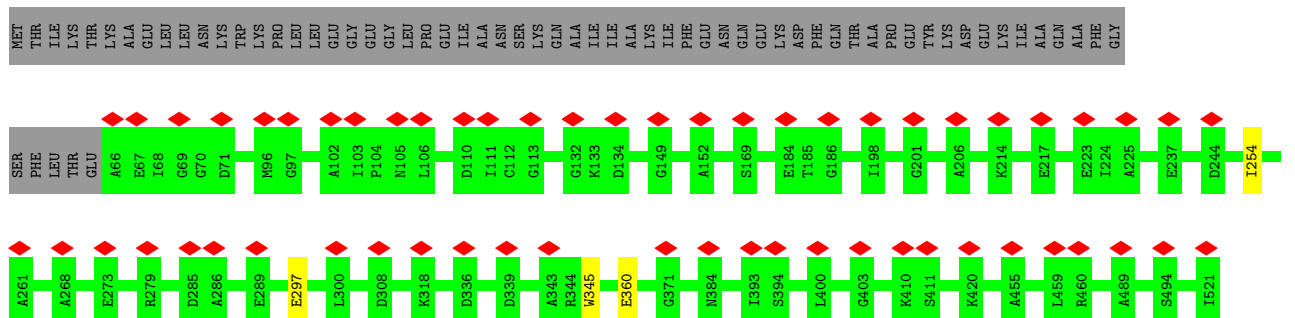 MET THR ILE LYS THR LYS ALA GLU LEU LEU ASN LYS TRP LYS PRO LEU LEU GLU GLY GLU GLY LEU PRO GLU ILE ALA ASN SER LYS GLN ALA ILE ILE ALA LYS ILE PHE GLU ASN GLN GLU LYS ASP PHE GLN THR ALA PRO GLU TYR LYS ASP GLU LYS ILE ALA GLN ALA PHE GLY
SER PHE LEU THR GLU A66 E67 I68 G69 G70 D71 M96 G97 A102 I103 P104 N105 L106 D110 I111 C112 G113 G132 K133 D134 G149 A152 S169 E184 T185 G186 I198 G201 A206 K214 E217 E223 I224 A225 E237 D244 I254
A261 A268 E273 R279 D285 A286 E289 E297 L300 D308 K318 D336 D339 A343 R344 W345 E360 G371 N384 I393 S394 L400 G403 K410 S411 K420 A455 L459 R460 A489 S494 I521